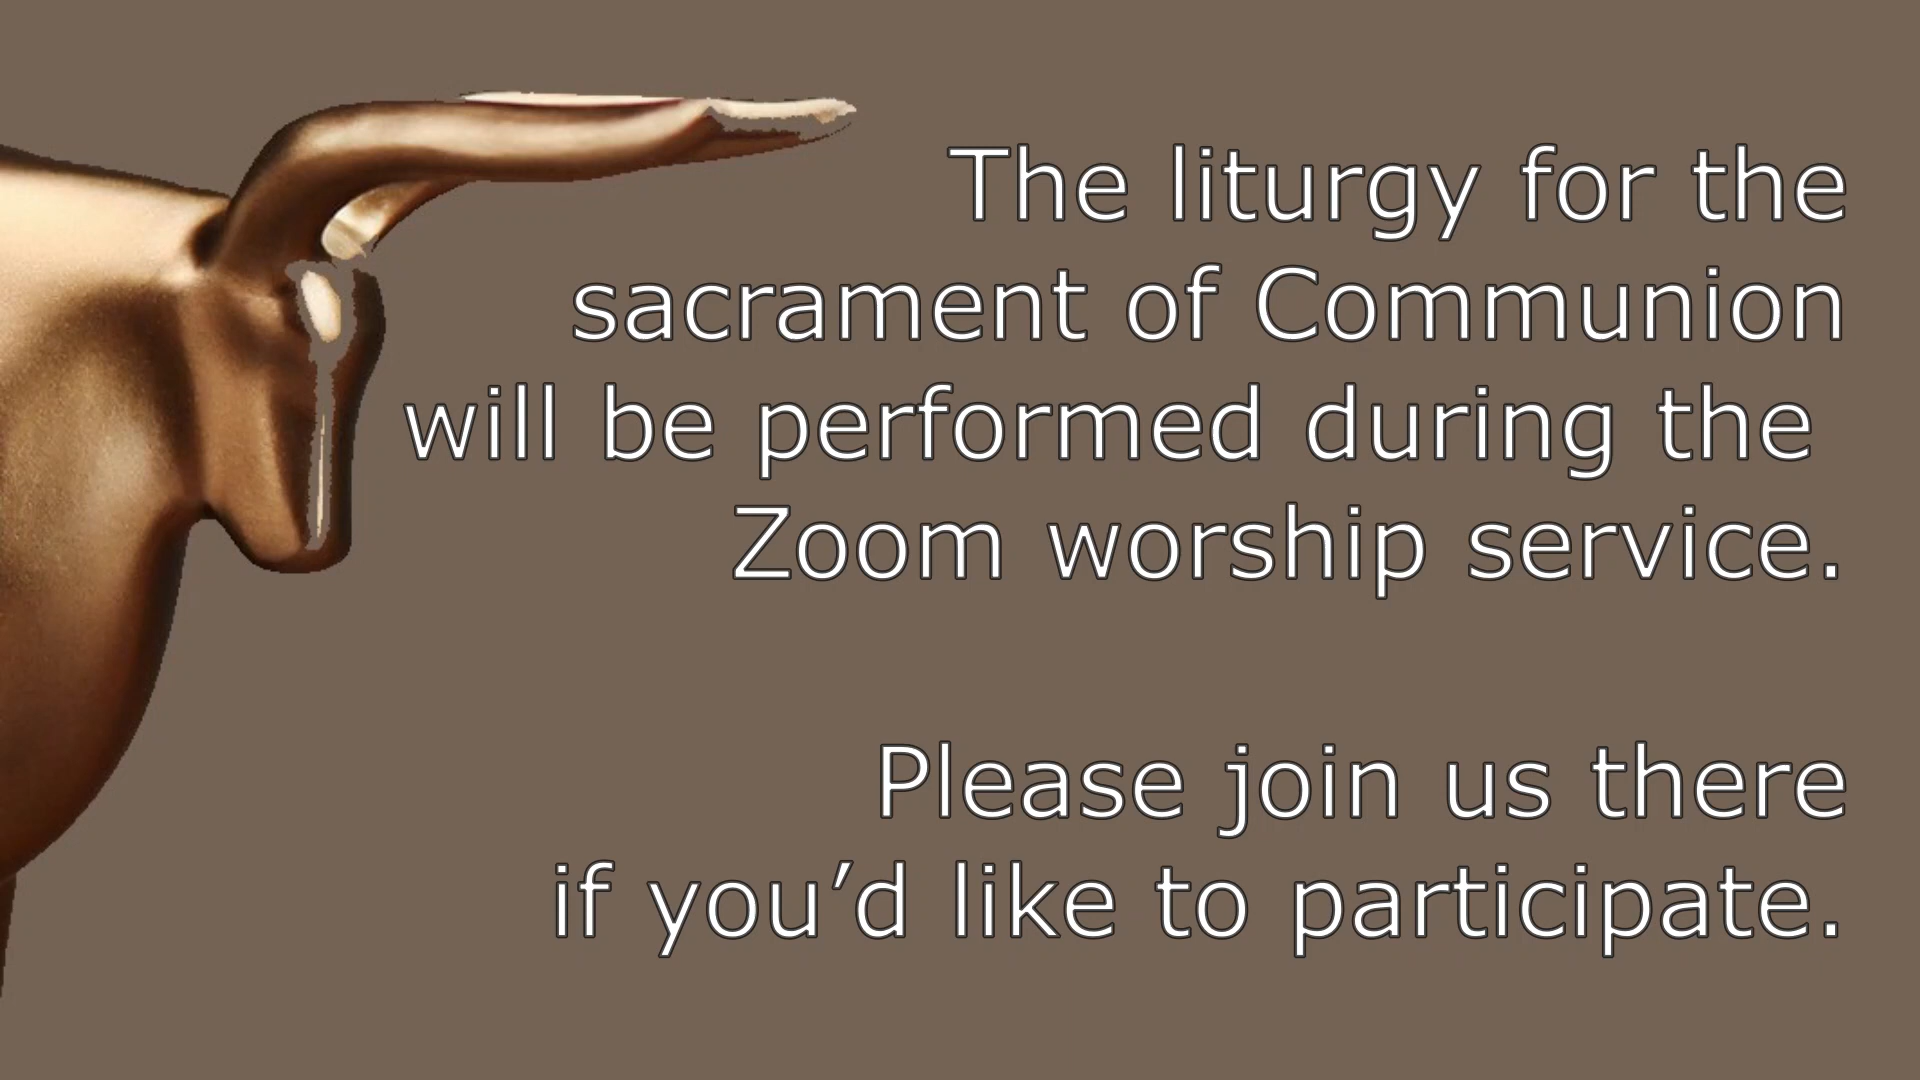 The liturgy for the
sacrament of Communion
will be performed during the
Zoom worship service.
Please join us there
if you’d like to participate.